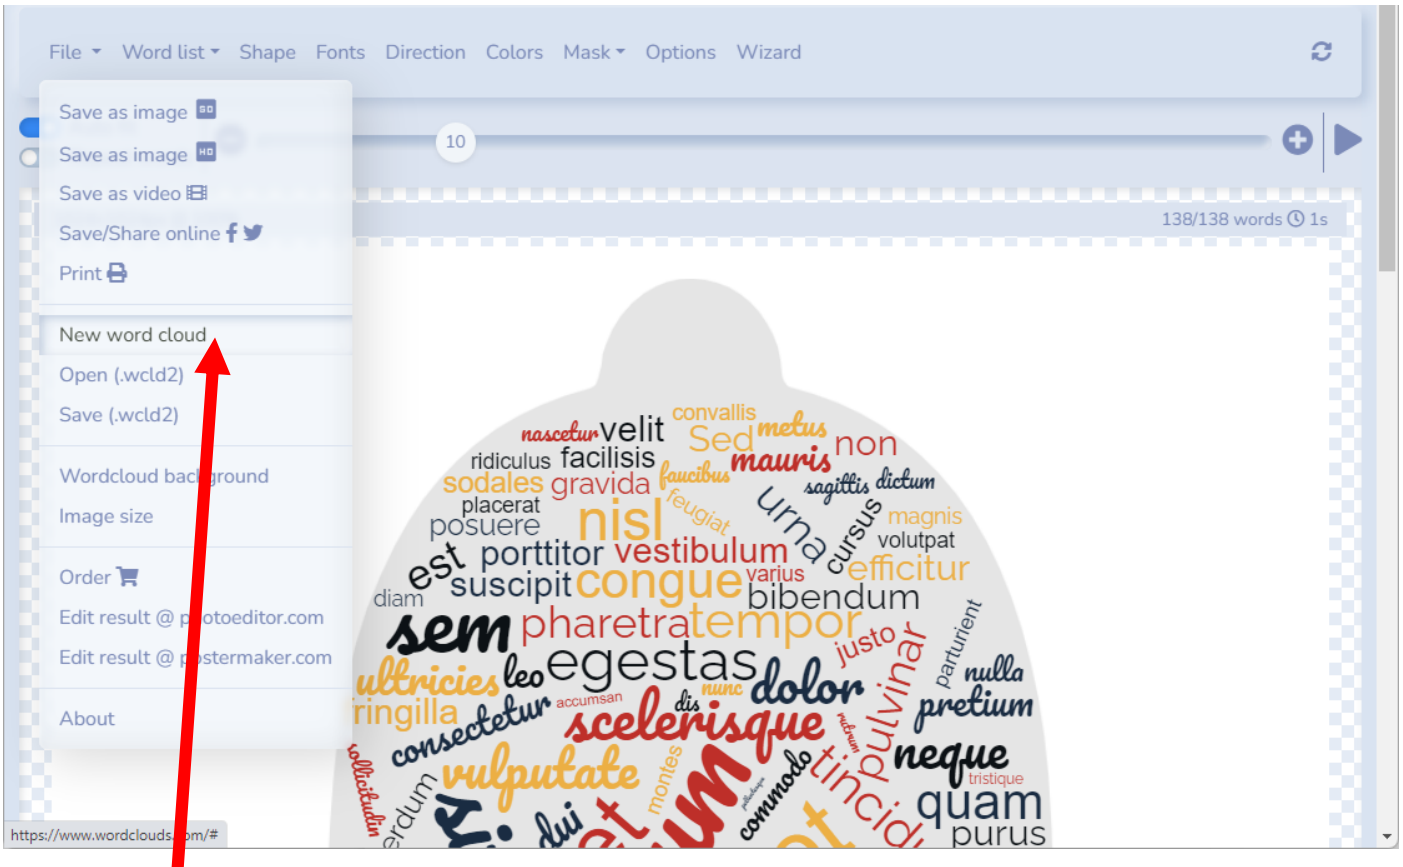 File Word list Shape Fonts Direction Colors Mask Options Wizard
Save as image SD
Save as image HD
10
Save as video
Save/Share online
138/138 words 1s
Print
New word cloud
Open (.wcld2)
Save (.wcld2)
Wordcloud background
Image size
Order
Edit result @ photoeditor.com
Edit result @ postermaker.com
About
convallis
nascetur velit Sed metus non
ridiculus facilisis faucibus mauris
sodales gravida sagittis dictum
placerat feugiat urna cursus magnis
posuere nisl volutpat
est porttitor vestibulum efficitur
diam suscipit congue varius bibendum
sem pharetra tempor justo parturient
ultricies leo egestas nunc dolor pulvinar nulla
fringilla consectetur accumsan dis scelerisque rutrum pretium
sollicitudin vulputate montes commodo neque
tristique
dui quam
purus
https://www.wordclouds.com/#